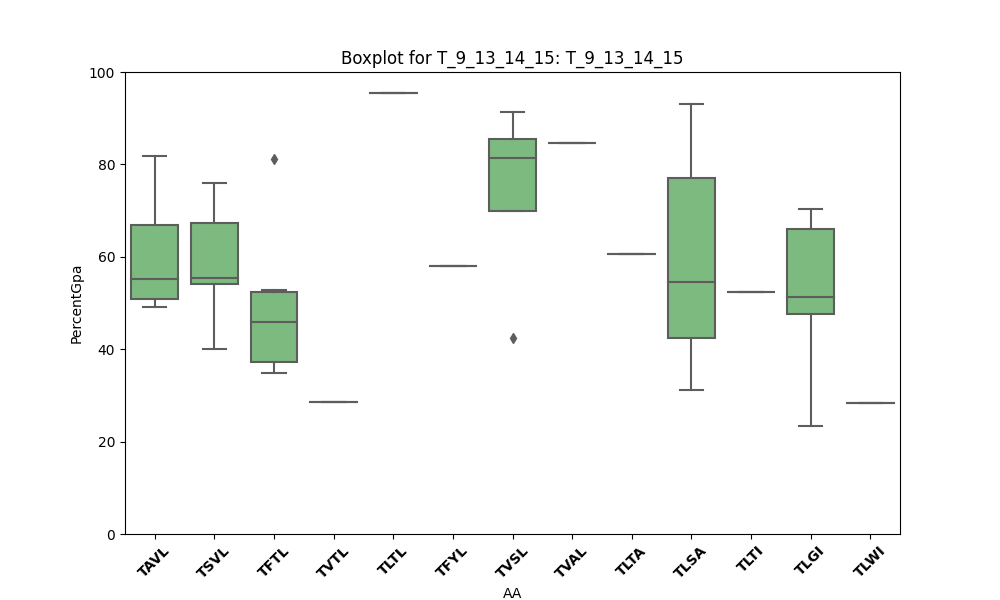 Boxplot for T_9_13_14_15: T_9_13_14_15
PercentGpa
100
80
60
40
20
0
TAVL TSVL TFTL TVTL TLTL TFYL TVSL TVAL TLTA TLSA TLTI TLGI TLWI
AA